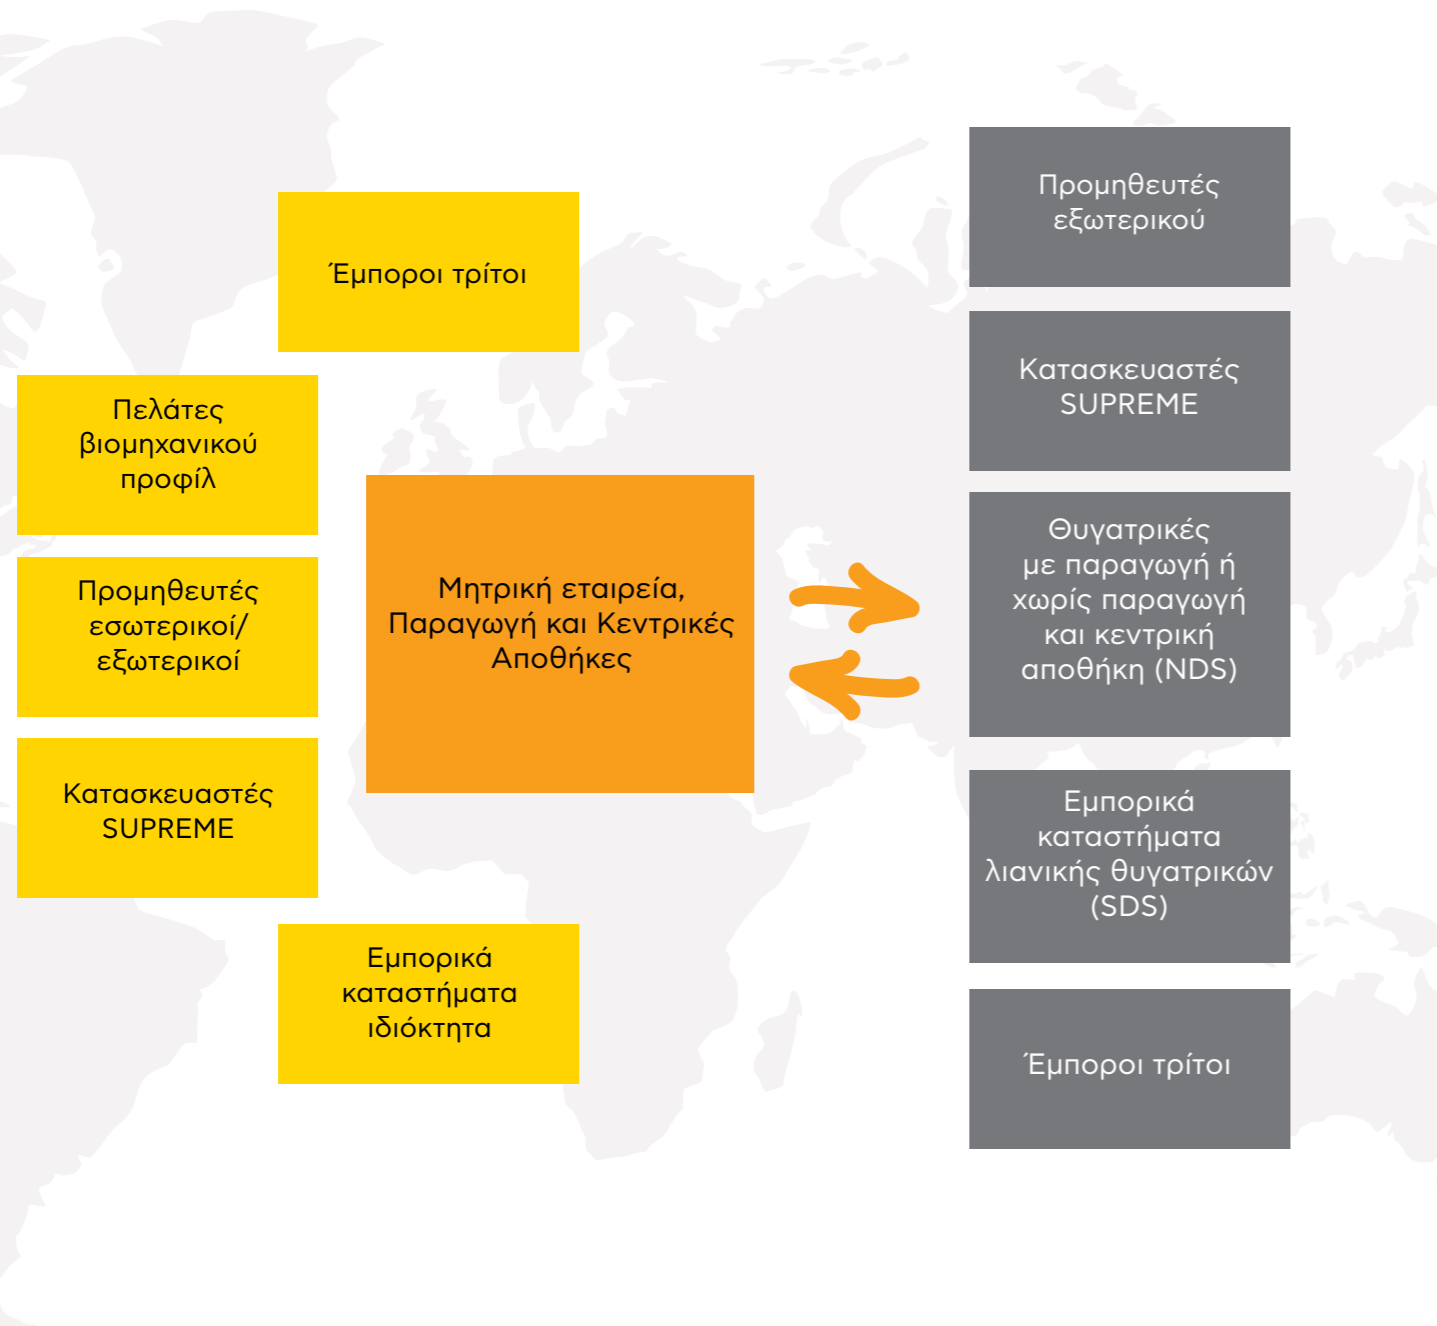 Έμποροι τρίτοι
Πελάτες
βιομηχανικού
προφίλ
Προμηθευτές
εσωτερικοί/
εξωτερικοί
Κατασκευαστές
SUPREME
Εμπορικά
καταστήματα
ιδιόκτητα
Μητρική εταιρεία,
Παραγωγή και Κεντρικές
Αποθήκες
Προμηθευτές
εξωτερικού
Κατασκευαστές
SUPREME
Θυγατρικές
με παραγωγή ή
χωρίς παραγωγή
και κεντρική
αποθήκη (NDS)
Εμπορικά
καταστήματα
λιανικής θυγατρικών
(SDS)
Έμποροι τρίτοι